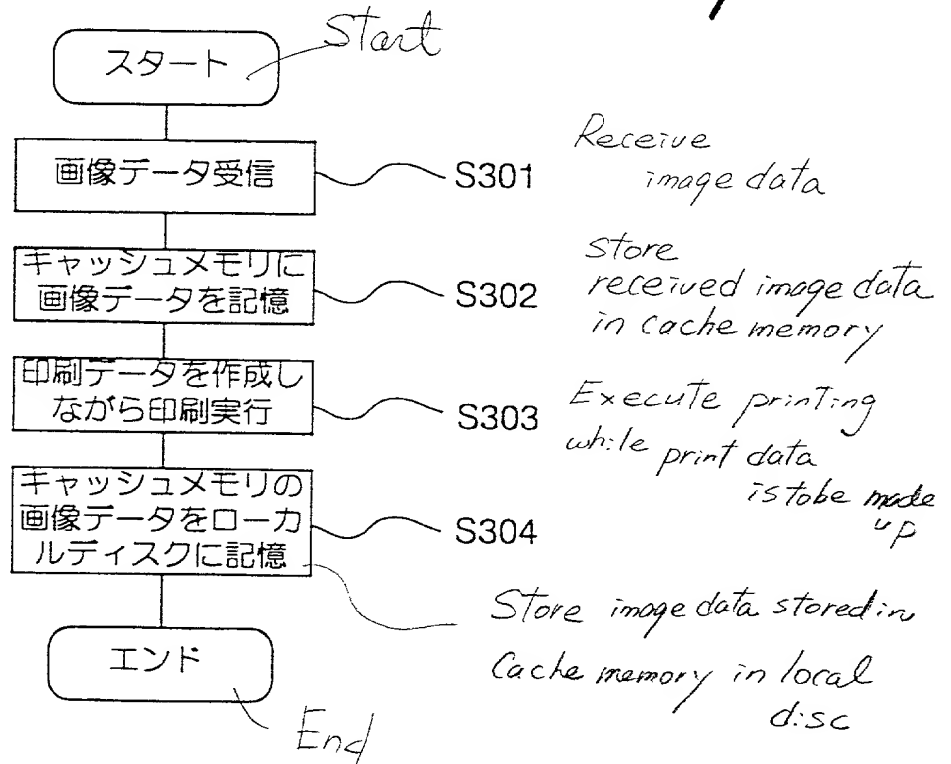 スタート
Start
画像データ受信
S301
Receive
image data
キャッシュメモリに
画像データを記憶
S302
store
received image data
in cache memory
印刷データを作成し
ながら印刷実行
S303
Execute printing
while print data
is to be made
up
キャッシュメモリの
画像データをローカ
ルディスクに記憶
S304
Store image data stored in
Cache memory in local
disc
エンド
End